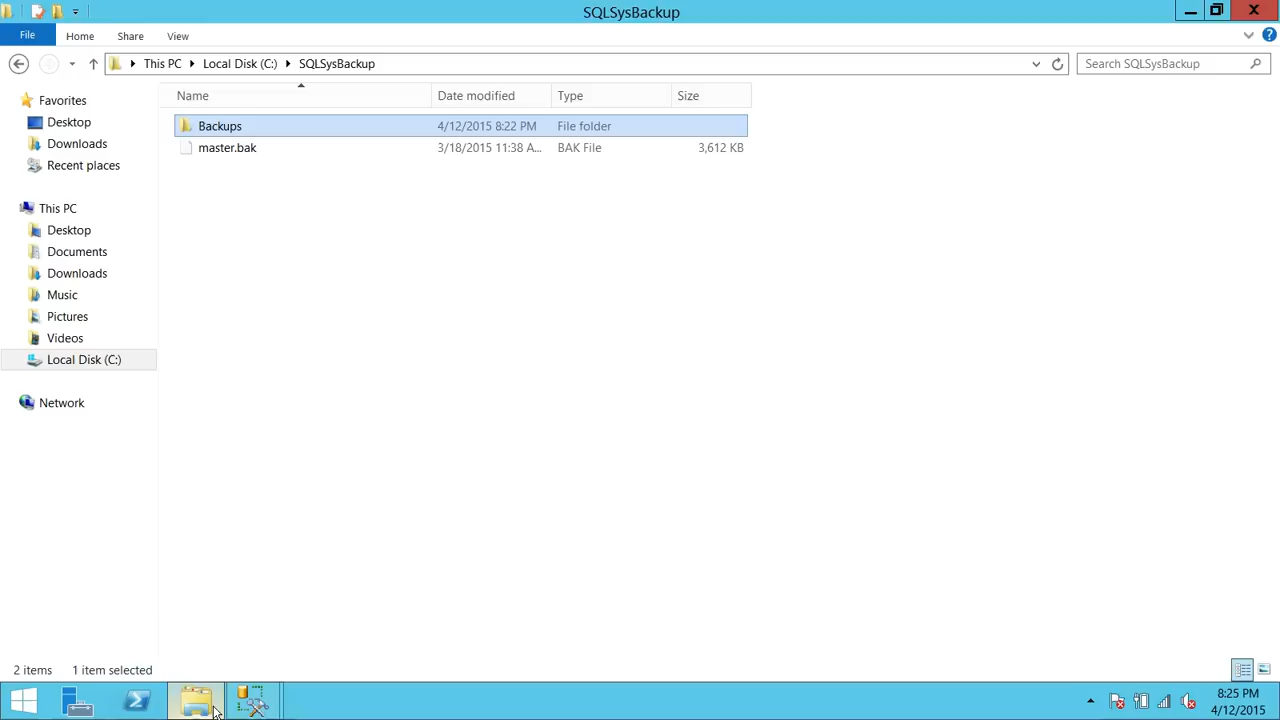 SQLSysBackup
File
Home
Share
View
This PC
Local Disk (C:)
SQLSysBackup
Search SQLSysBackup
Name
Date modified
Type
Size
Favorites
Desktop
Downloads
Recent places
This PC
Desktop
Documents
Downloads
Music
Pictures
Videos
Local Disk (C:)
Network
Backups
4/12/2015 8:22 PM
File folder
master.bak
3/18/2015 11:38 A...
BAK File
3,612 KB
2 items
1 item selected
8:25 PM
4/12/2015